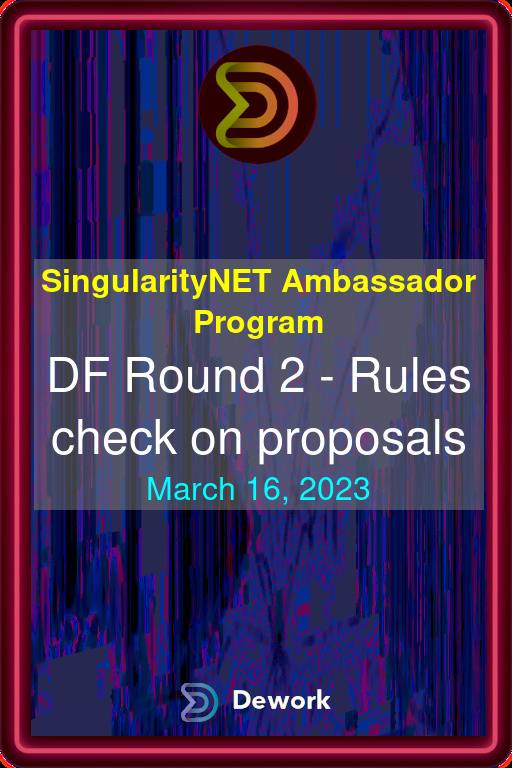 SingularityNET Ambassador
Program
DF Round 2 - Rules
check on proposals
March 16, 2023
Dework